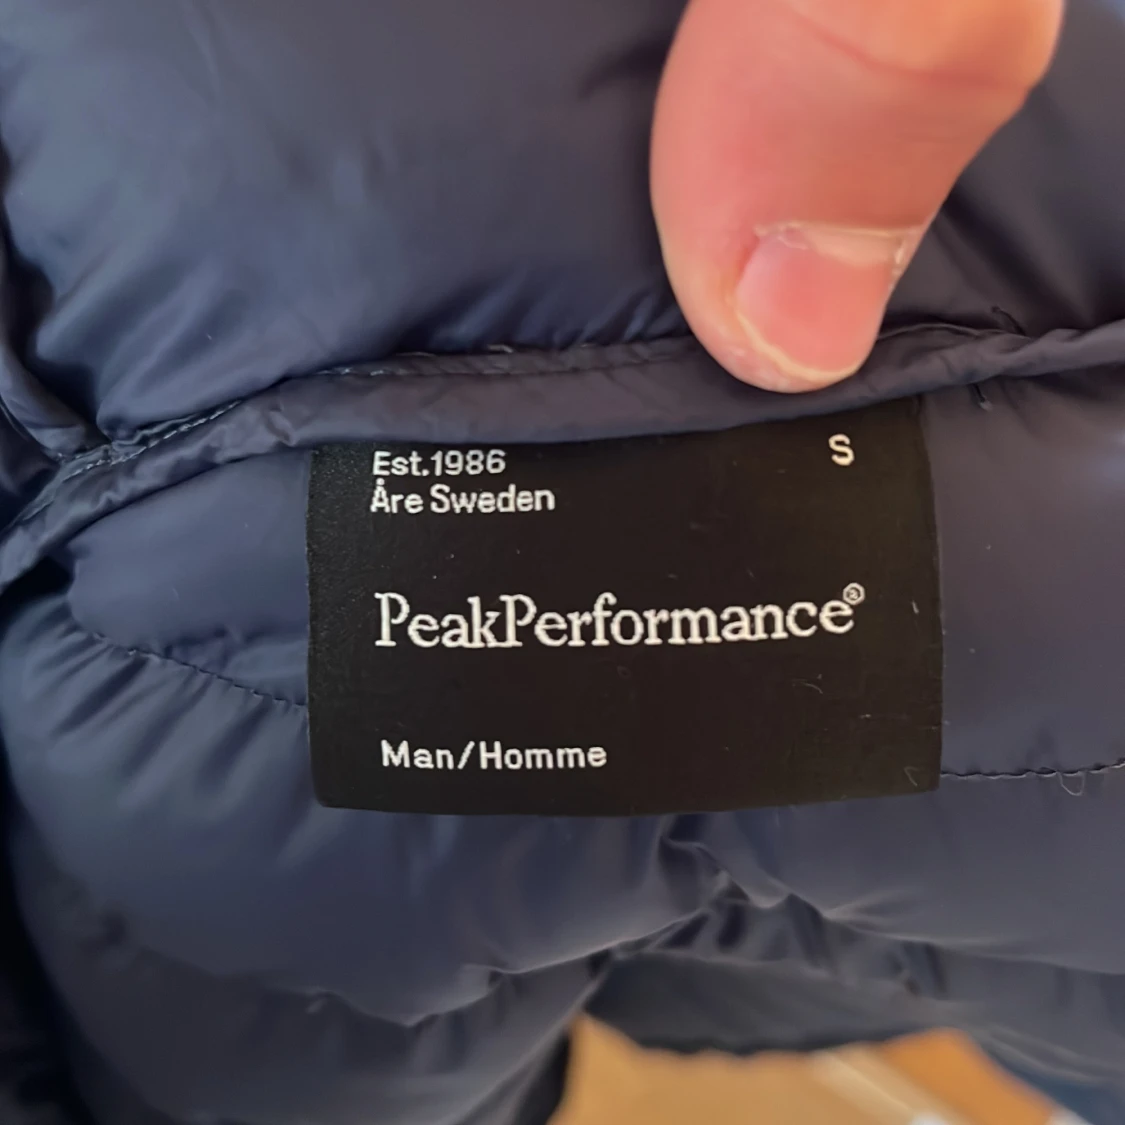 Est.1986
S
Åre Sweden
PeakPerformance®
Man/Homme